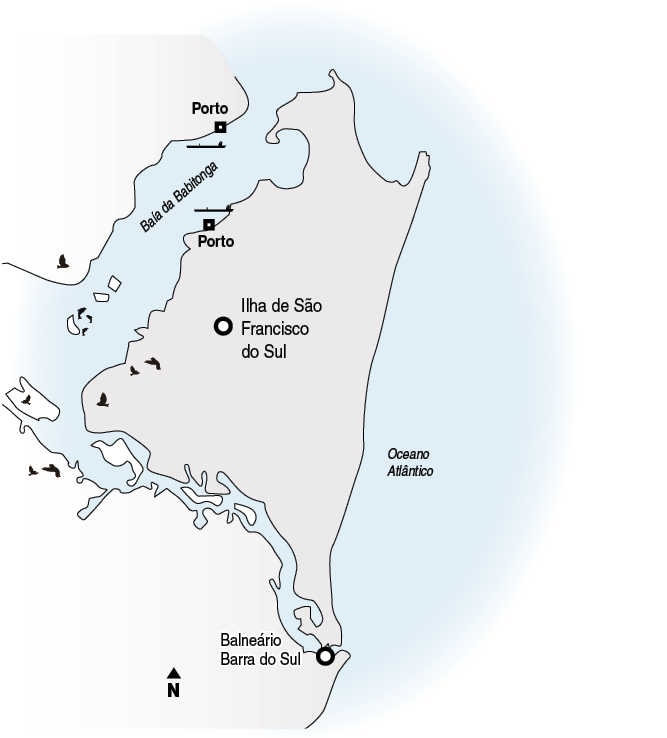 Porto
Baía da Babitonga
Porto
Ilha de São
Francisco
do Sul
Oceano
Atlântico
Balneário
Barra do Sul
N